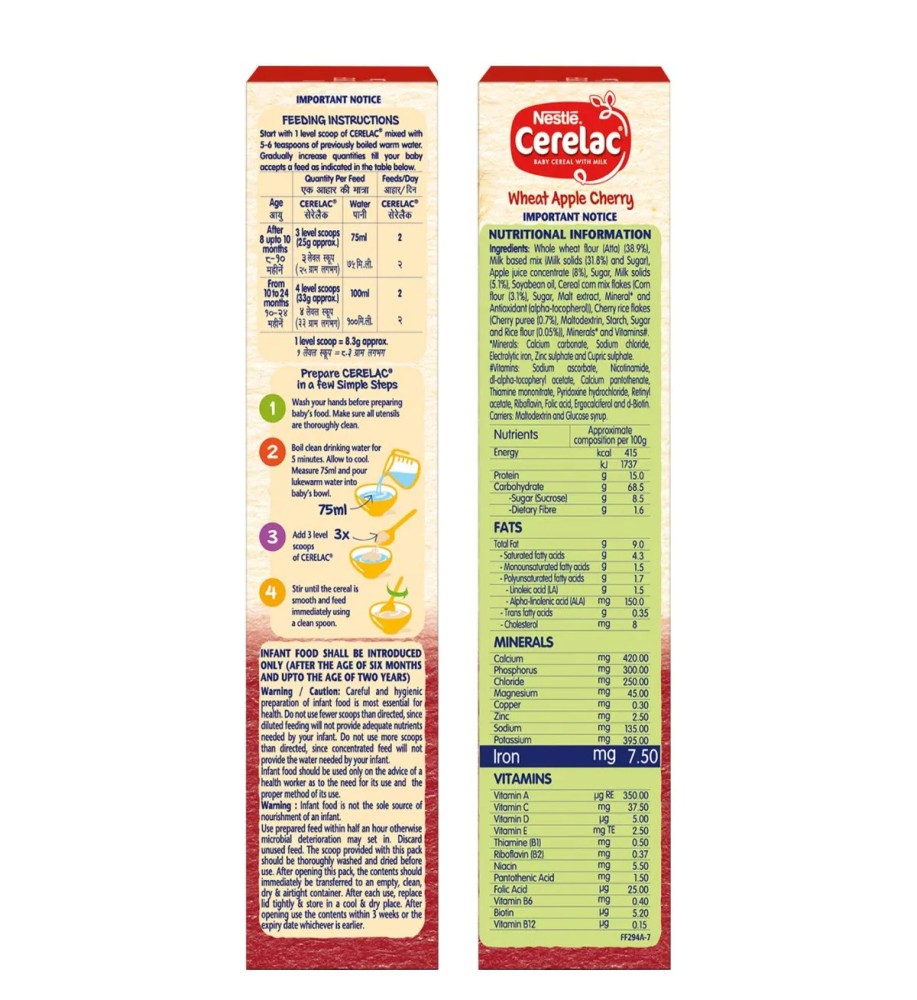 IMPORTANT NOTICE
FEEDING INSTRUCTIONS
Start with 1 level scoop of CERELAC® mixed with
5-6 teaspoons of previously boiled warm water.
Gradually increase quantities till your baby
accepts a feed as indicated in the table below.
Quantity Per Feed Feeds/Day
एक आहार की मात्रा आहार/दिन
Age CERELAC® Water CERELAC®
आयु सेरेलॅक पानी सेरेलॅक
After
8 upto 10
months
3 level scoops
(25g approx.)
75ml 2
८-१०
महीनें
३ लेवल स्कूप
(२५ ग्राम लगभग)
७५ मि.ली. २
From
10 to 24
months
4 level scoops
(33g approx.)
100ml 2
१०-२४
महीनें
४ लेवल स्कूप
(३३ ग्राम लगभग)
१००मि.ली. २
1 level scoop = 8.3g approx.
१ लेवल स्कूप = ८.३ ग्राम लगभग
Prepare CERELAC®
in a few Simple Steps
1
Wash your hands before preparing
baby's food. Make sure all utensils
are thoroughly clean.
2
Boil clean drinking water for
5 minutes. Allow to cool.
Measure 75ml and pour
lukewarm water into
baby's bowl.
75ml
3
Add 3 level
scoops
of CERELAC®
3x
4
Stir until the cereal is
smooth and feed
immediately using
a clean spoon.
INFANT FOOD SHALL BE INTRODUCED
ONLY (AFTER THE AGE OF SIX MONTHS
AND UPTO THE AGE OF TWO YEARS)
Warning / Caution: Careful and hygienic
preparation of infant food is most essential for
health. Do not use fewer scoops than directed, since
diluted feeding will not provide adequate nutrients
needed by your infant. Do not use more scoops
than directed, since concentrated feed will not
provide the water needed by your infant.
Infant food should be used only on the advice of a
health worker as to the need for its use and the
proper method of its use.
Warning : Infant food is not the sole source of
nourishment of an infant.
Use prepared feed within half an hour otherwise
microbial deterioration may set in. Discard
unused feed. The scoop provided with this pack
should be thoroughly washed and dried before
use. After opening this pack, the contents should
immediately be transferred to an empty, clean,
dry & airtight container. After each use, replace
lid tightly & store in a cool & dry place. After
opening use the contents within 3 weeks or the
expiry date whichever is earlier.
Nestlé.
Cerelac®
BABY CEREAL WITH MILK
Wheat Apple Cherry
IMPORTANT NOTICE
NUTRITIONAL INFORMATION
Ingredients: Whole wheat flour (Atta) (38.9%),
Milk based mix (Milk solids (31.8%) and Sugar),
Apple juice concentrate (8%), Sugar, Milk solids
(5.1%), Soyabean oil, Cereal corn mix flakes (Corn
flour (3.1%), Sugar, Malt extract, Mineral* and
Antioxidant (alpha-tocopherol)), Cherry rice flakes
(Cherry puree (0.7%), Maltodextrin, Starch, Sugar
and Rice flour (0.05%)), Minerals* and Vitamins#.
*Minerals: Calcium carbonate, Sodium chloride,
Electrolytic iron, Zinc sulphate and Cupric sulphate.
#Vitamins: Sodium ascorbate, Nicotinamide,
dl-alpha-tocopheryl acetate, Calcium pantothenate,
Thiamine mononitrate, Pyridoxine hydrochloride, Retinyl
acetate, Riboflavin, Folic acid, Ergocalciferol and d-Biotin.
Carriers: Maltodextrin and Glucose syrup.
Nutrients Approximate
composition per 100g
Energy kcal 415
kJ 1737
Protein g 15.0
Carbohydrate g 68.5
-Sugar (Sucrose) g 8.5
-Dietary Fibre g 1.6
FATS
Total Fat g 9.0
- Saturated fatty acids g 4.3
- Monounsaturated fatty acids g 1.5
- Polyunsaturated fatty acids g 1.7
- Linoleic acid (LA) g 1.5
- Alpha-linolenic acid (ALA) mg 150.0
- Trans fatty acids g 0.35
- Cholesterol mg 8
MINERALS
Calcium mg 420.00
Phosphorus mg 300.00
Chloride mg 250.00
Magnesium mg 45.00
Copper mg 0.30
Zinc mg 2.50
Sodium mg 135.00
Potassium mg 395.00
Iron mg 7.50
VITAMINS
Vitamin A µg RE 350.00
Vitamin C mg 37.50
Vitamin D µg 5.00
Vitamin E mg TE 2.50
Thiamine (B1) mg 0.50
Riboflavin (B2) mg 0.37
Niacin mg 5.50
Pantothenic Acid mg 1.50
Folic Acid µg 25.00
Vitamin B6 mg 0.40
Biotin µg 5.20
Vitamin B12 µg 0.15
FF294A-7